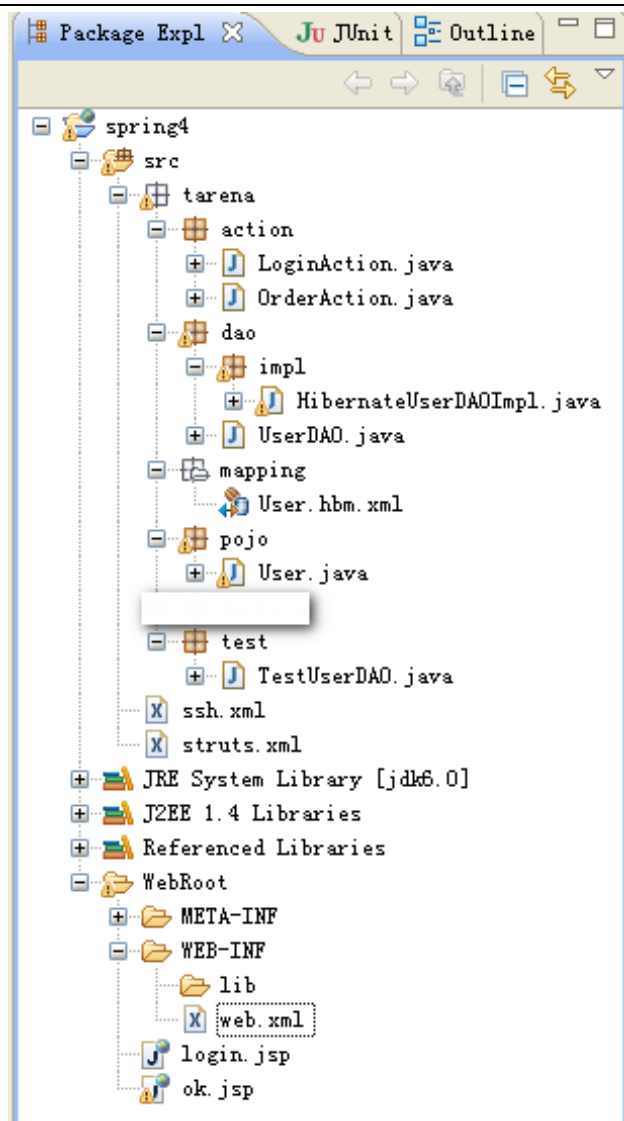 Package Expl JUnit Outline
spring4
src
tarena
action
LoginAction.java
OrderAction.java
dao
impl
HibernateUserDAOImpl.java
UserDAO.java
mapping
User.hbm.xml
pojo
User.java
test
TestUserDAO.java
ssh.xml
struts.xml
JRE System Library [jdk6.0]
J2EE 1.4 Libraries
Referenced Libraries
WebRoot
META-INF
WEB-INF
lib
web.xml
login.jsp
ok.jsp